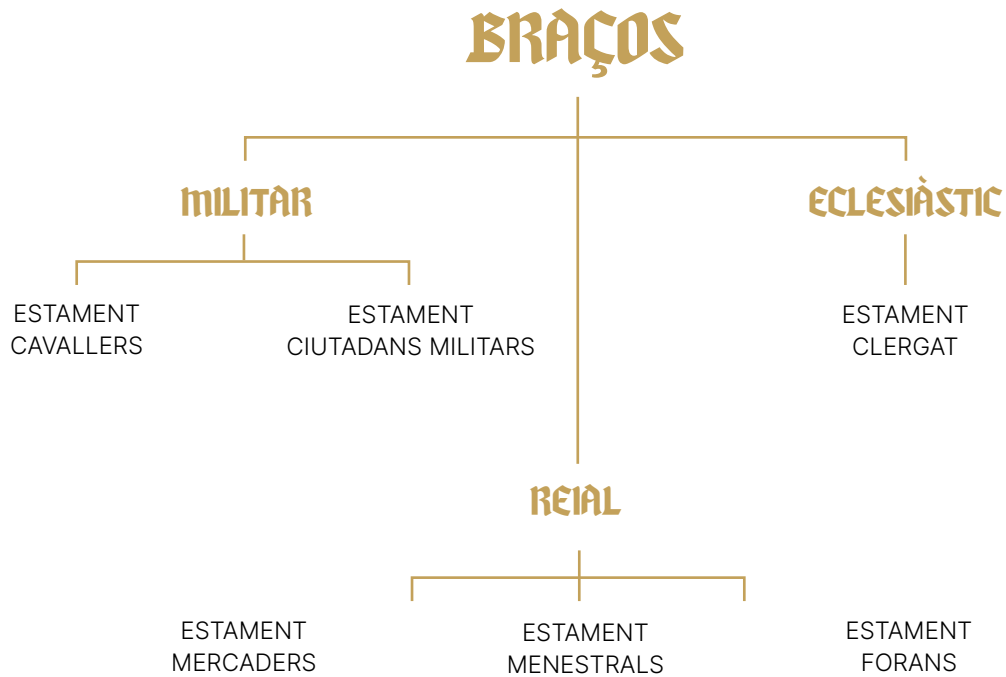 BRAÇOS
MILITAR
ECLESIÀSTIC
ESTAMENT
CAVALLERS
ESTAMENT
CIUTADANS MILITARS
ESTAMENT
CLERGAT
REIAL
ESTAMENT
MERCADERS
ESTAMENT
MENESTRALS
ESTAMENT
FORANS